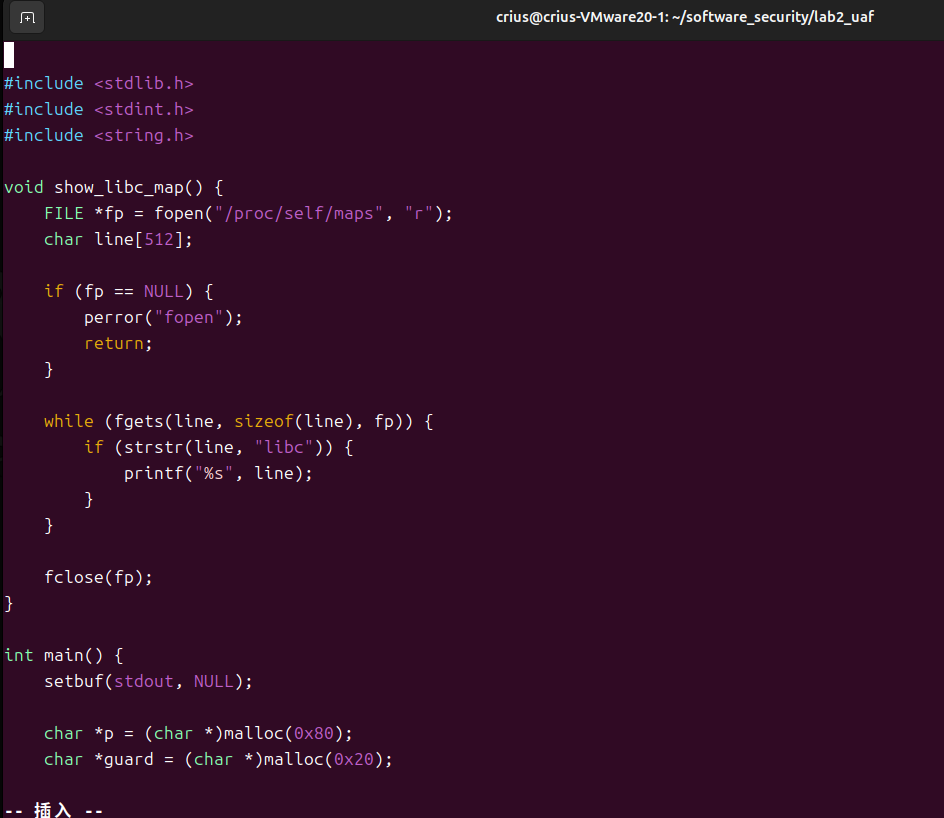 crius@crius-VMware20-1: ~/software_security/lab2_uaf
#include <stdlib.h>
#include <stdint.h>
#include <string.h>

void show_libc_map() {
    FILE *fp = fopen("/proc/self/maps", "r");
    char line[512];

    if (fp == NULL) {
        perror("fopen");
        return;
    }

    while (fgets(line, sizeof(line), fp)) {
        if (strstr(line, "libc")) {
            printf("%s", line);
        }
    }

    fclose(fp);
}

int main() {
    setbuf(stdout, NULL);

    char *p = (char *)malloc(0x80);
    char *guard = (char *)malloc(0x20);

-- 插入 --